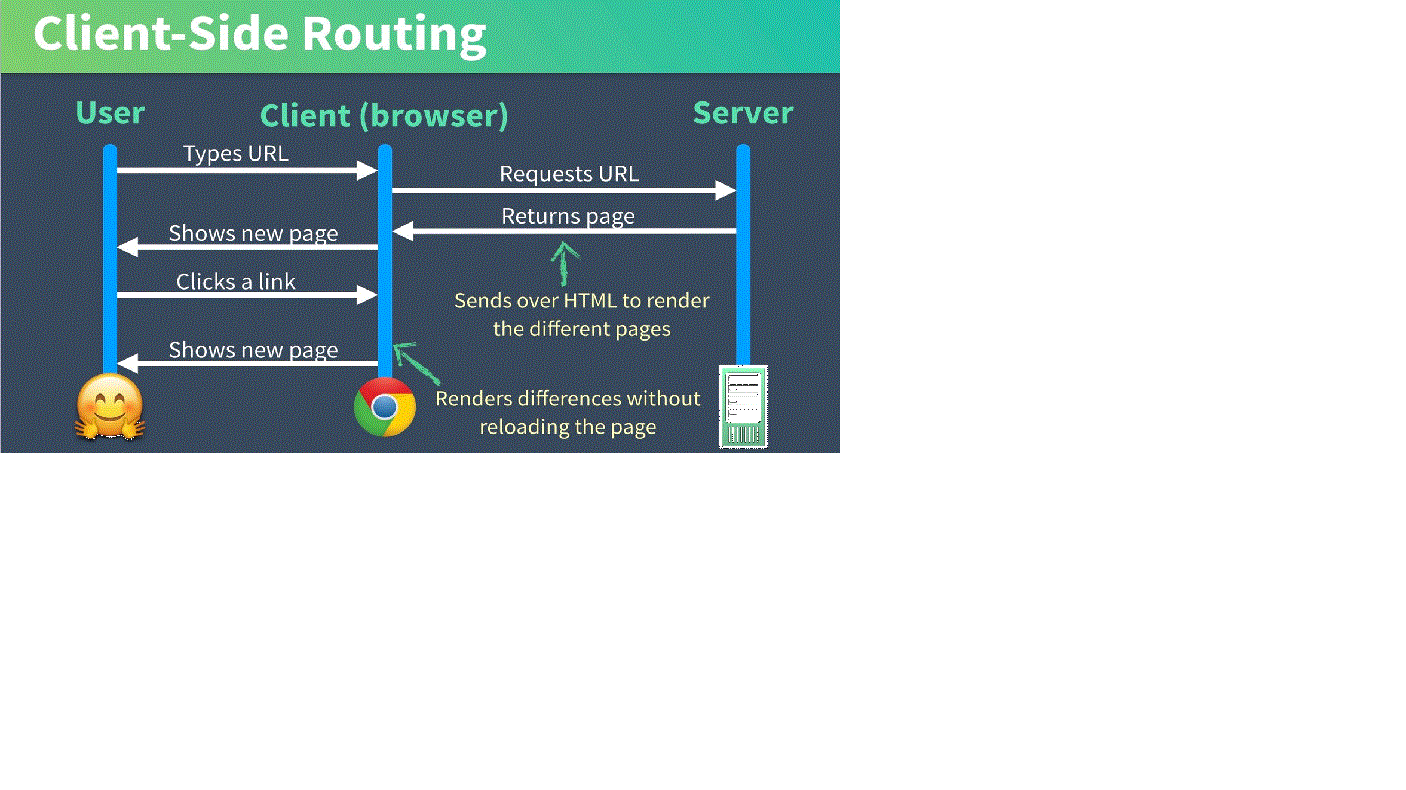 Client-Side Routing
User
Client (browser)
Server
Types URL
Requests URL
Returns page
Shows new page
Clicks a link
Sends over HTML to render
the different pages
Shows new page
Renders differences without
reloading the page